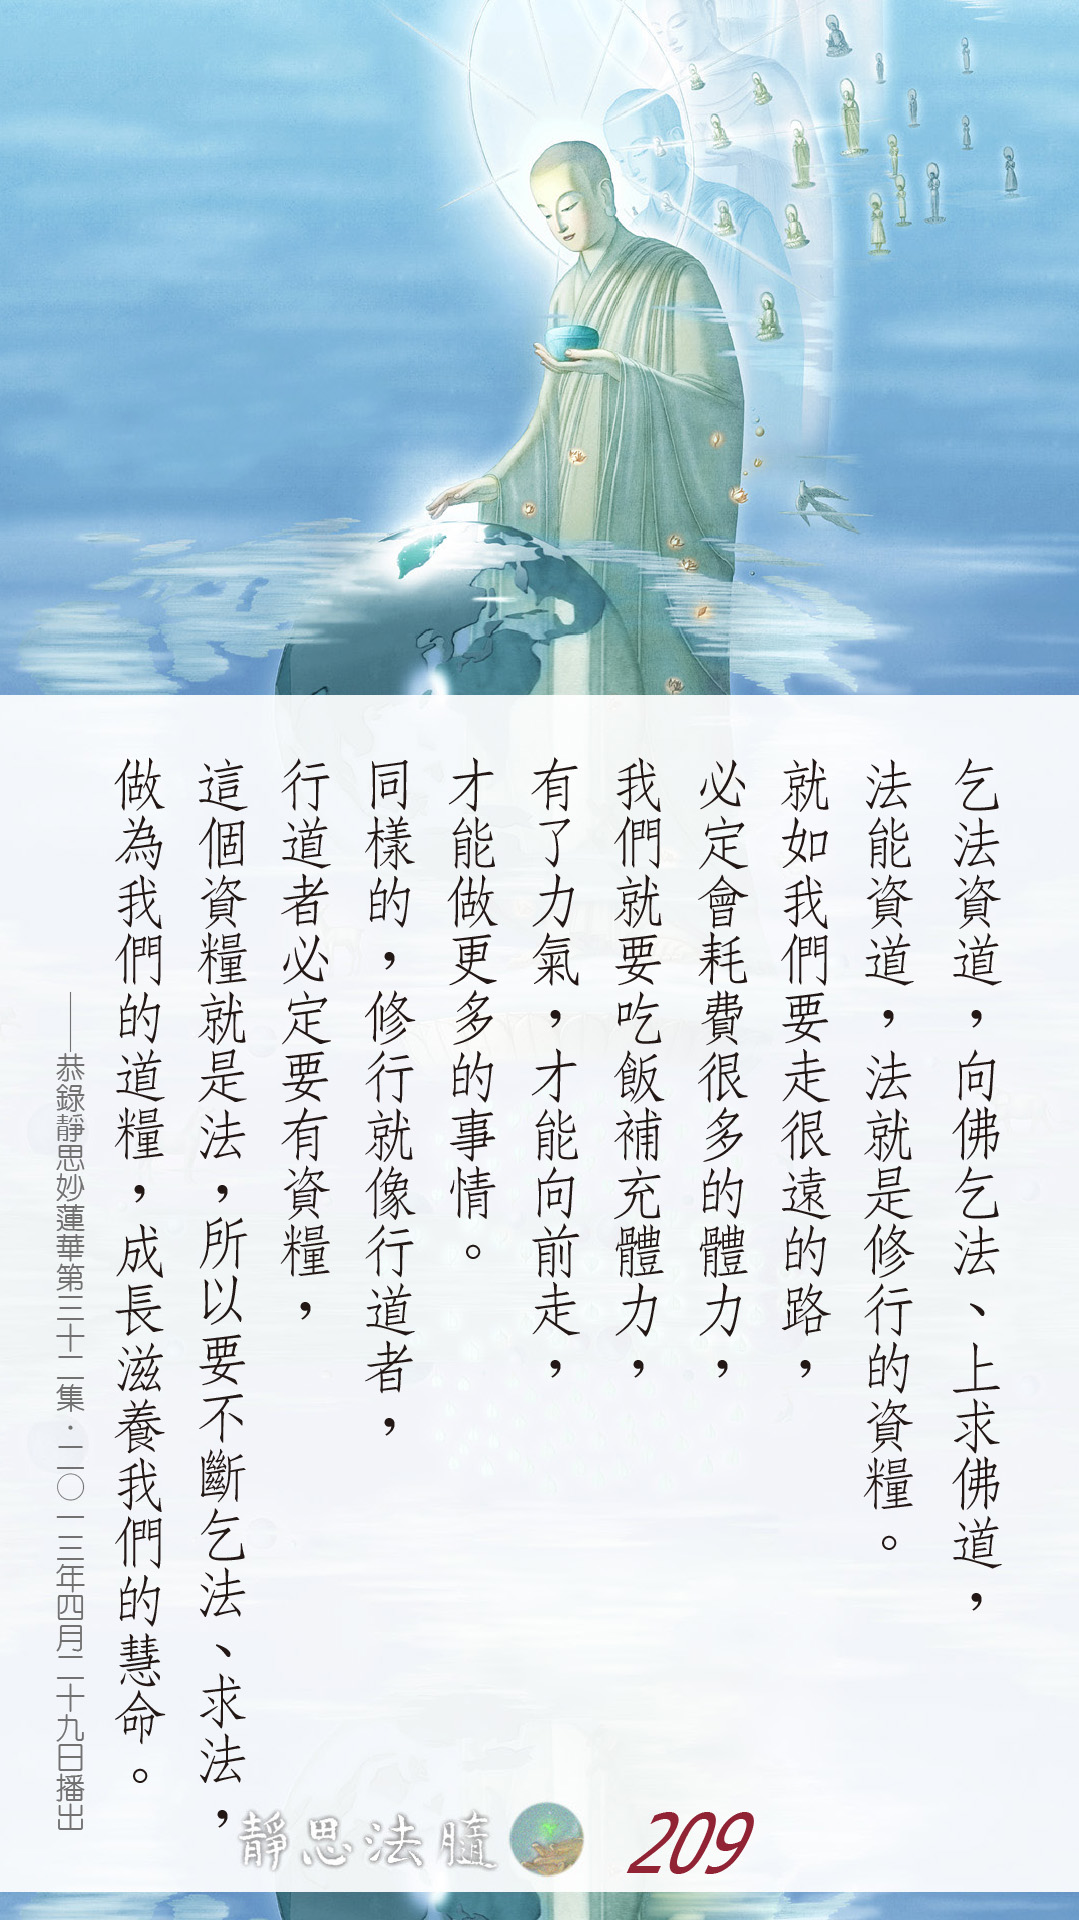 乞法資道，向佛乞法、上求佛道，
法能資道，法就是修行的資糧。
就如我們要走很遠的路，
必定會耗費很多的體力，
我們就要吃飯補充體力，
有了力氣，才能向前走，
才能做更多的事情。
同樣的，修行就像行道者，
行道者必定要有資糧，
這個資糧就是法，所以要不斷乞法、求法，
做為我們的道糧，成長滋養我們的慧命。
——恭錄靜思妙蓮華第三十二集．二〇一三年四月二十九日播出
靜思法髓 209